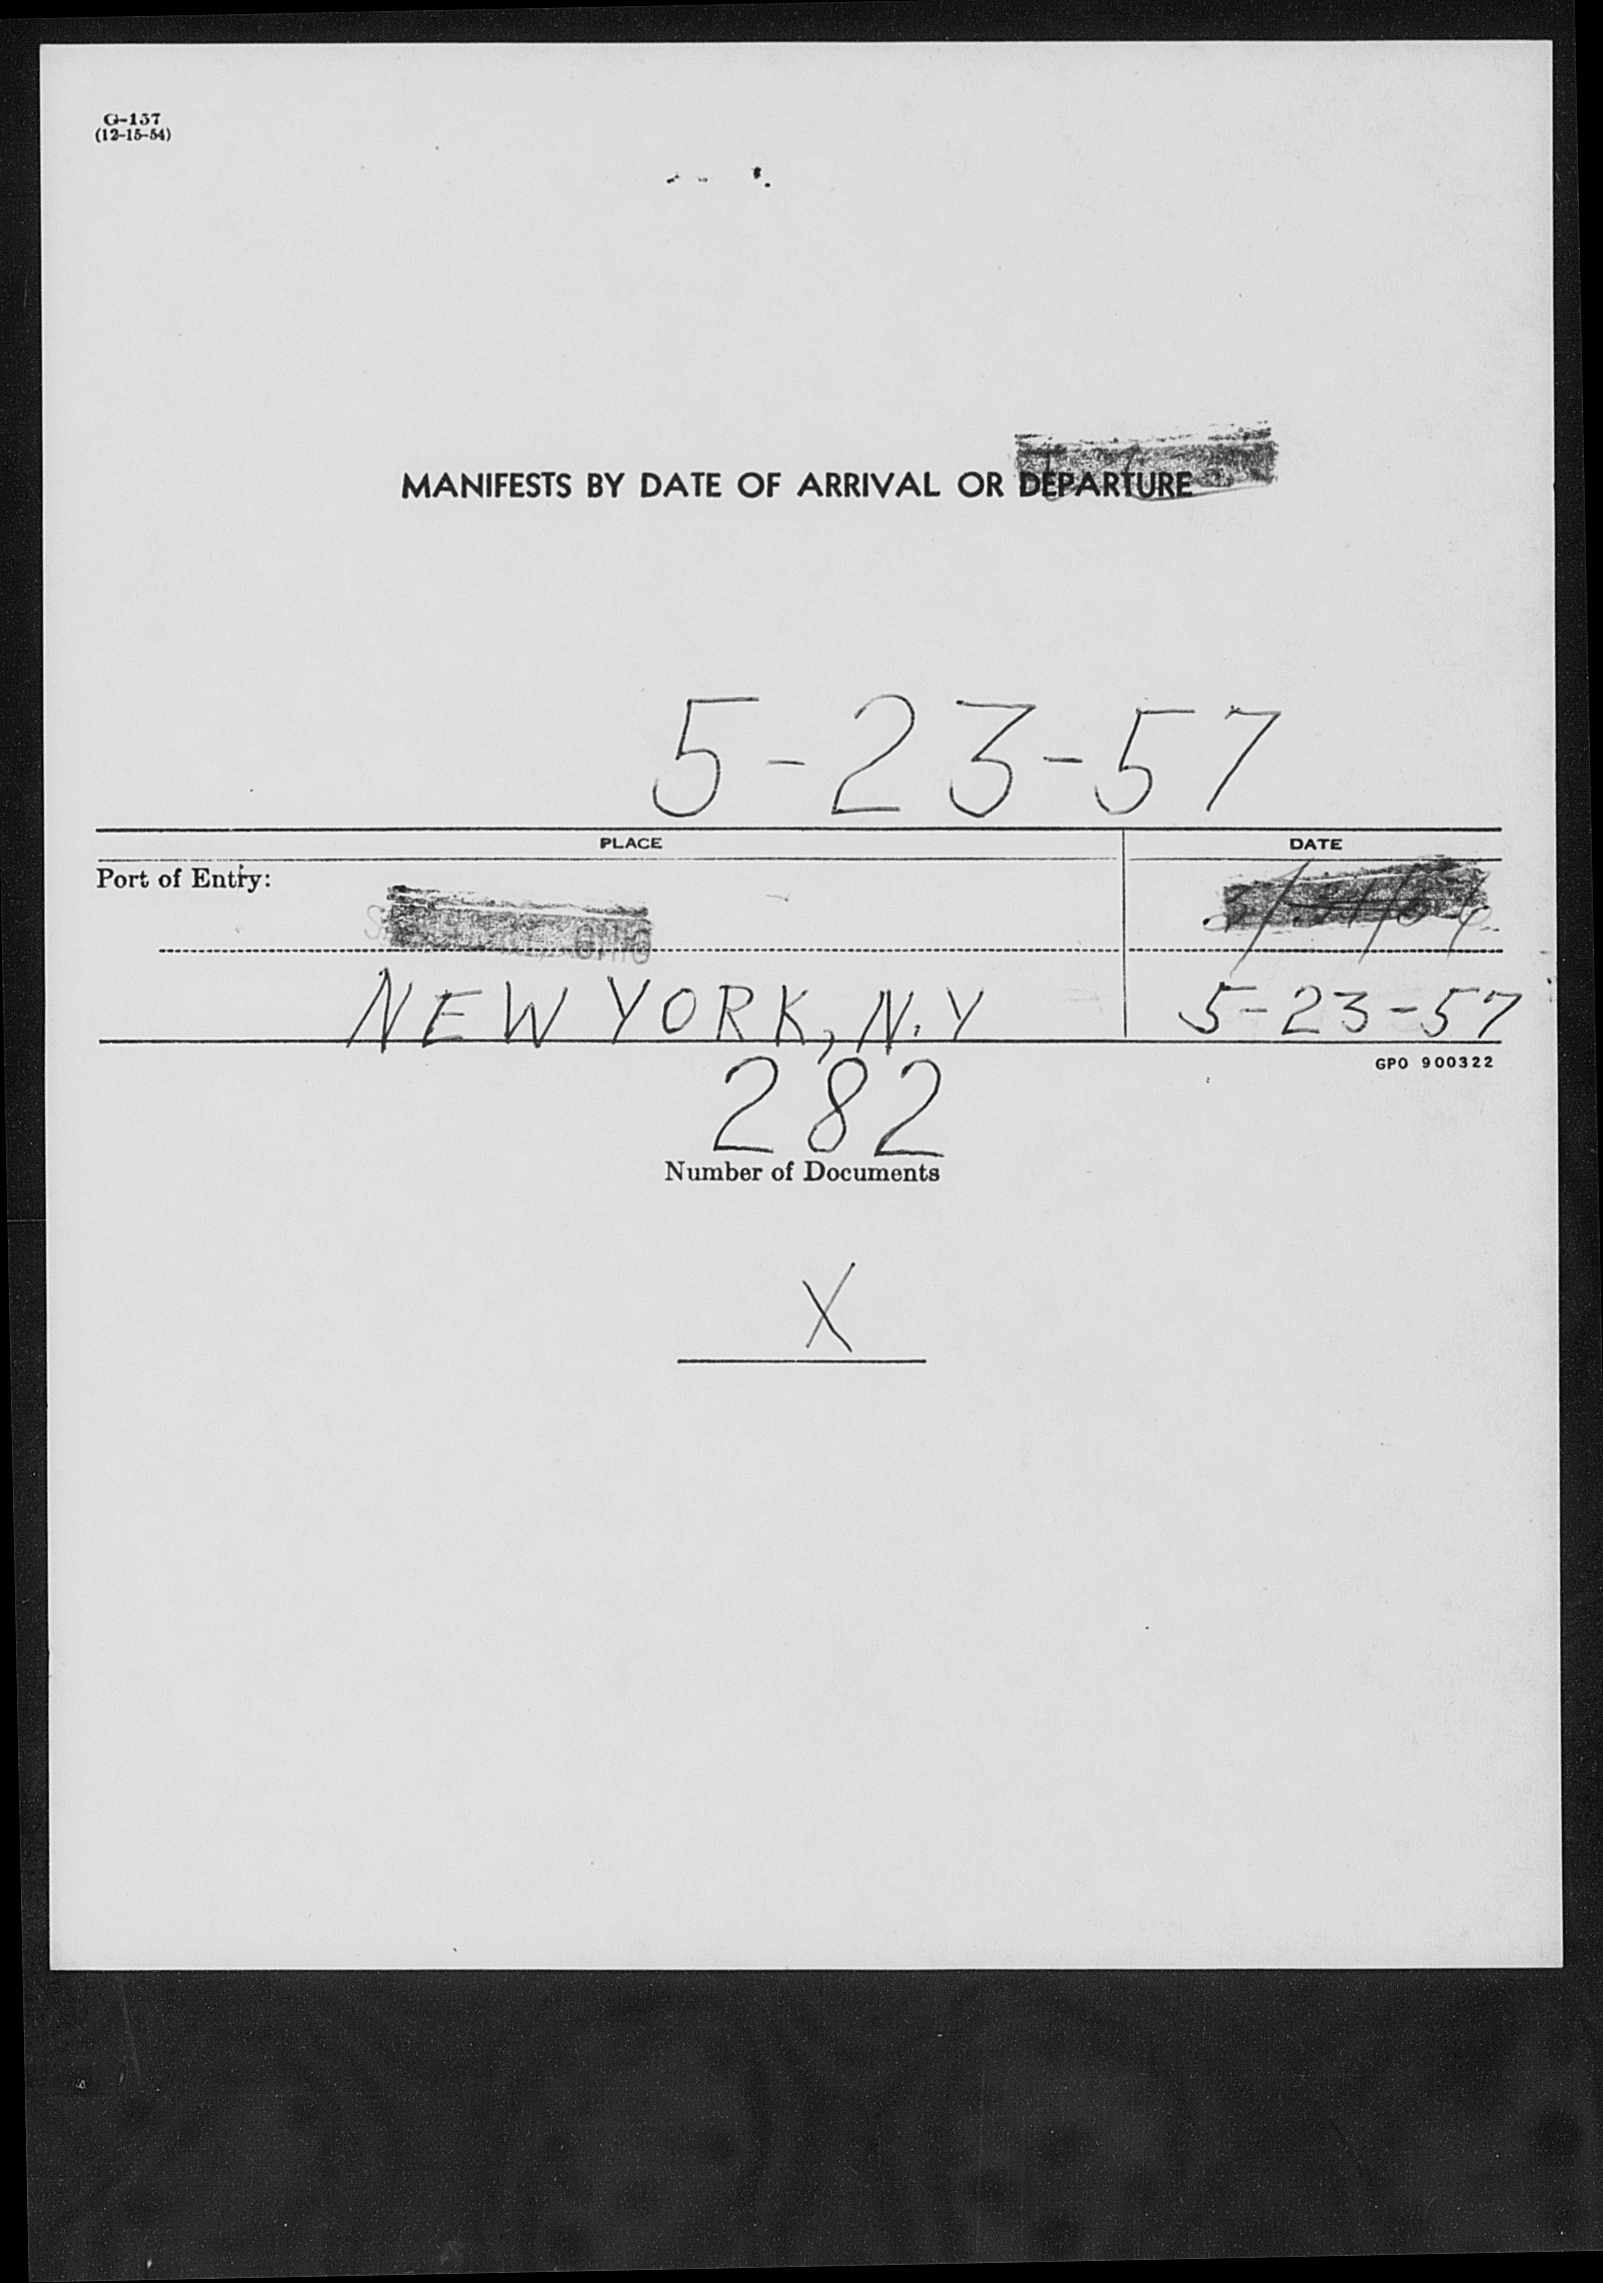 G-157
(12-15-54)
MANIFESTS BY DATE OF ARRIVAL OR DEPARTURE
5-23-57
PLACE DATE
Port of Entry:
OHIO
NEW YORK, N.Y 5-23-57
GPO 900322
282
Number of Documents
X